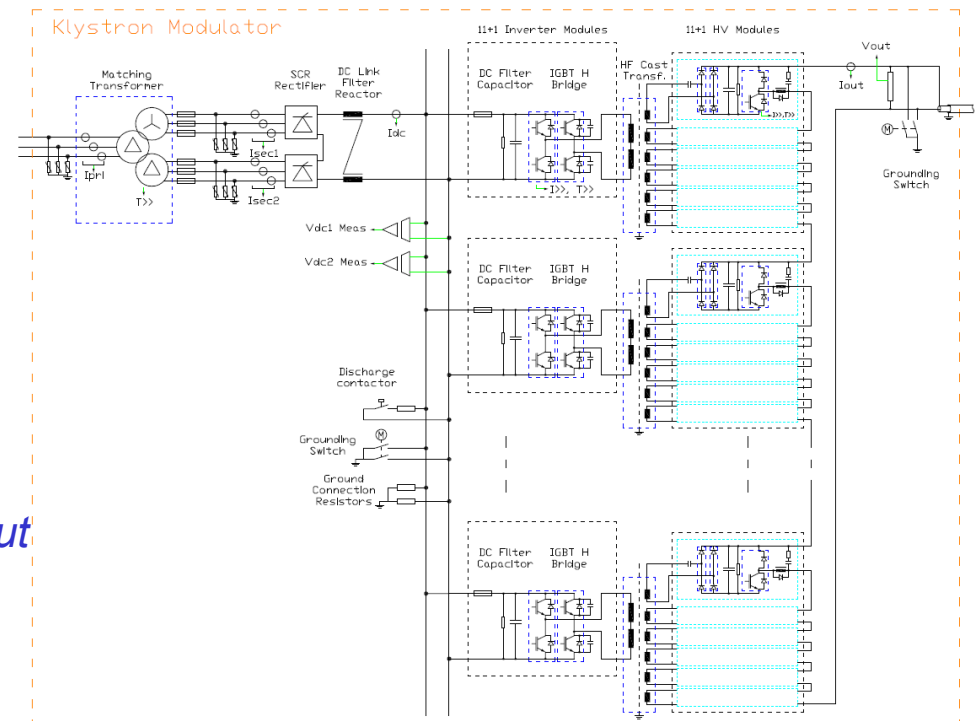 Klystron Modulator
11+1 Inverter Modules
11+1 HV Modules
Matching
Transformer
SCR
Rectifier
DC Link
Filter
Reactor
DC Filter
Capacitor
IGBT H
Bridge
HF Cast
Transf.
Vout
Iout
Idc
Ipri
Isec1
Isec2
T>>
I>>, T>>
I>>,T>>
M
Grounding
Switch
Vdc1 Meas
Vdc2 Meas
DC Filter
Capacitor
IGBT H
Bridge
Discharge
contactor
M
Grounding
Switch
Ground
Connection
Resistors
ut
DC Filter
Capacitor
IGBT H
Bridge